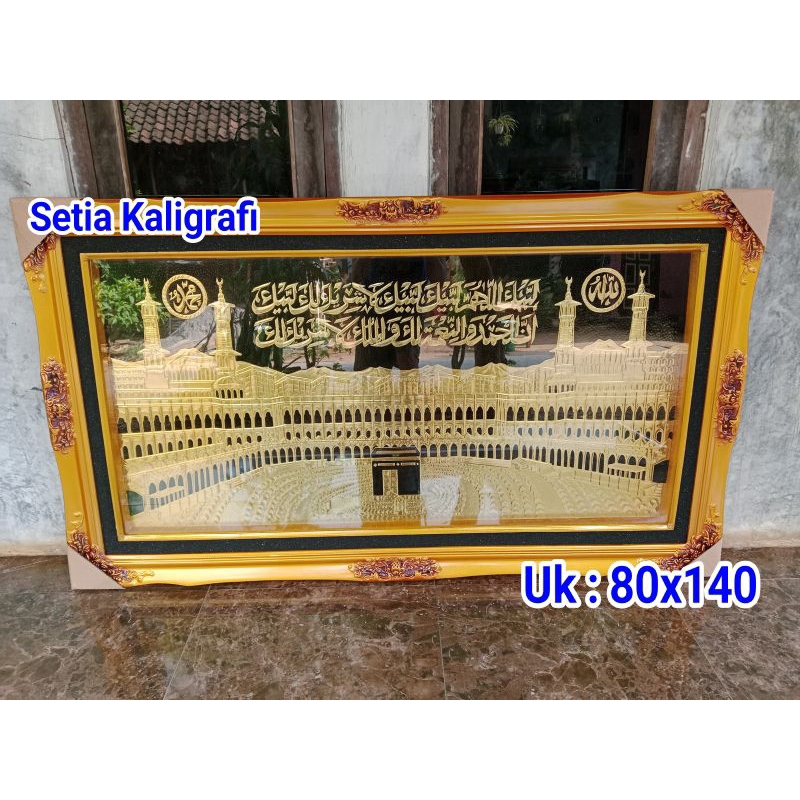 Setia Kaligrafi
محمد
الله
لبيك اللهم لبيك لبيك لا شريك لك لبيك
ان الحمد والنعمة لك والملك لا شريك لك
Uk : 80x140